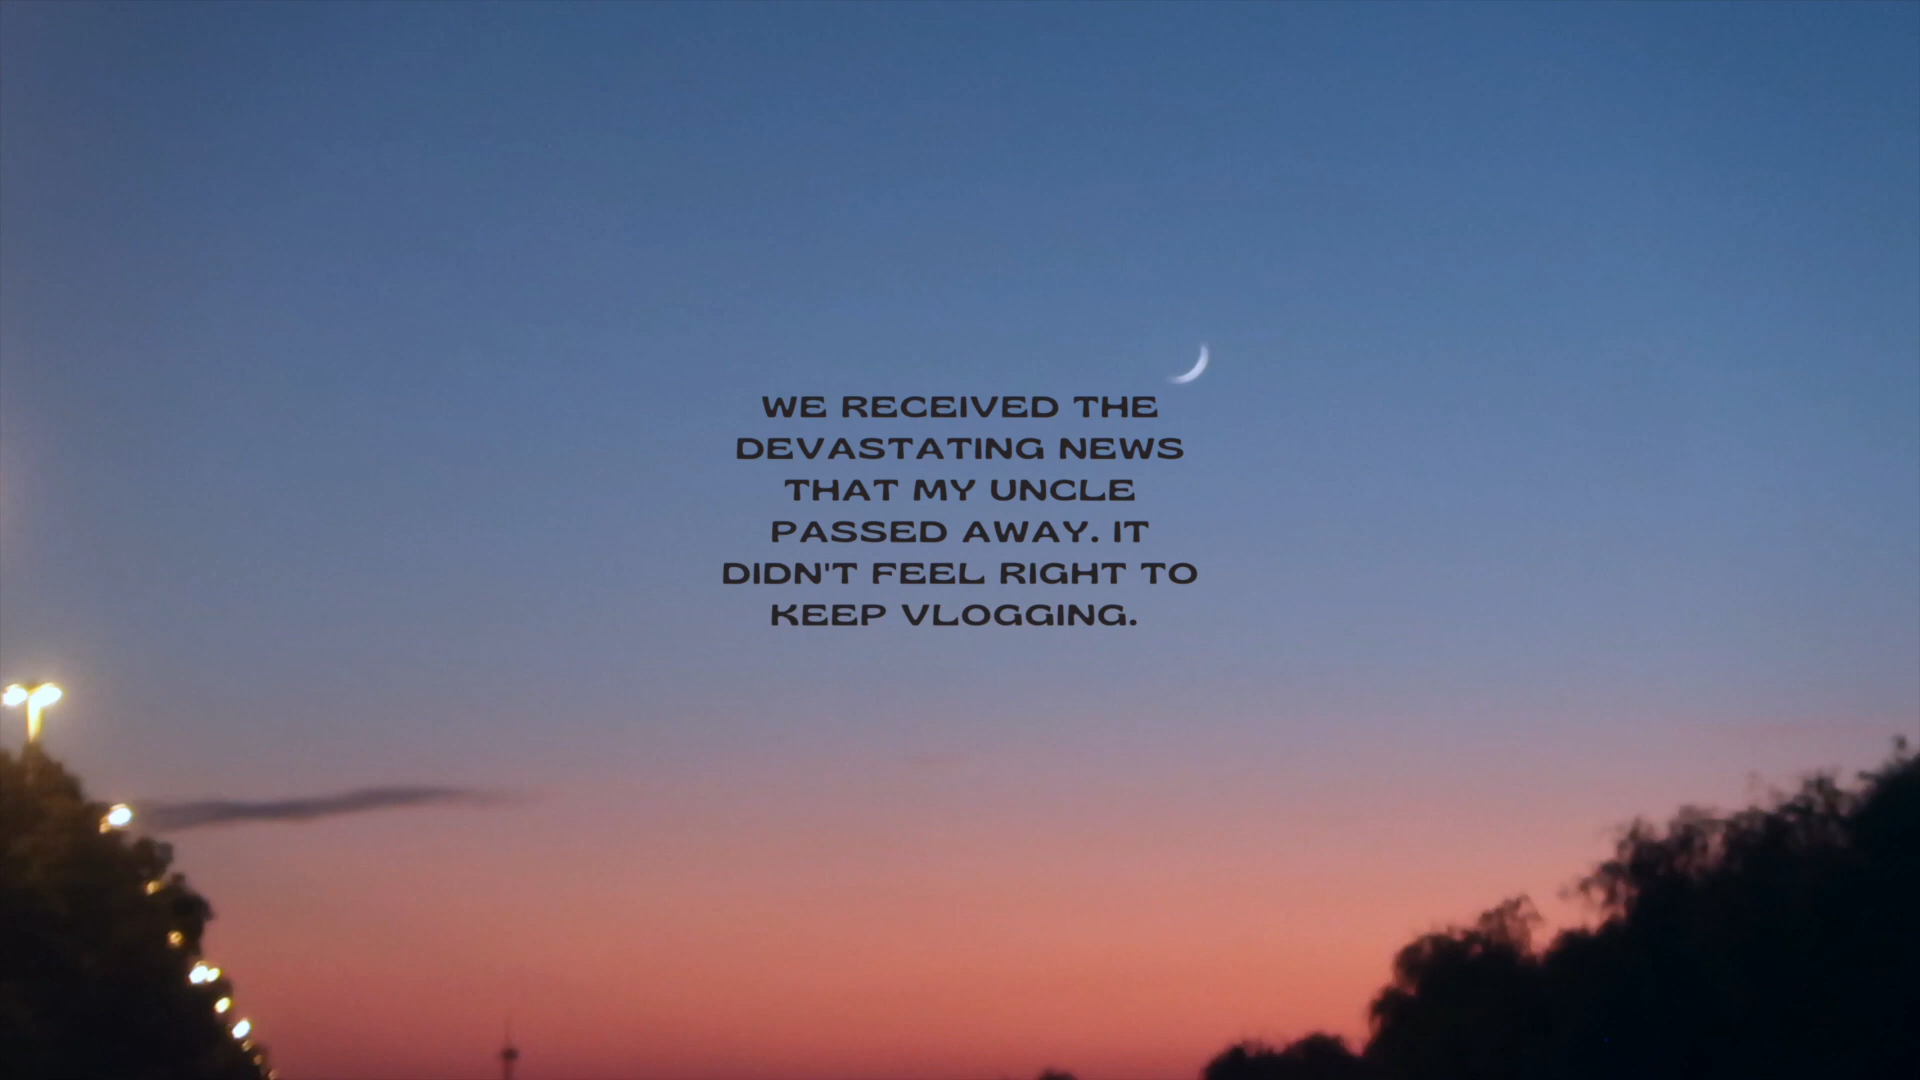 WE RECEIVED THE
DEVASTATING NEWS
THAT MY UNCLE
PASSED AWAY. IT
DIDN'T FEEL RIGHT TO
KEEP VLOGGING.